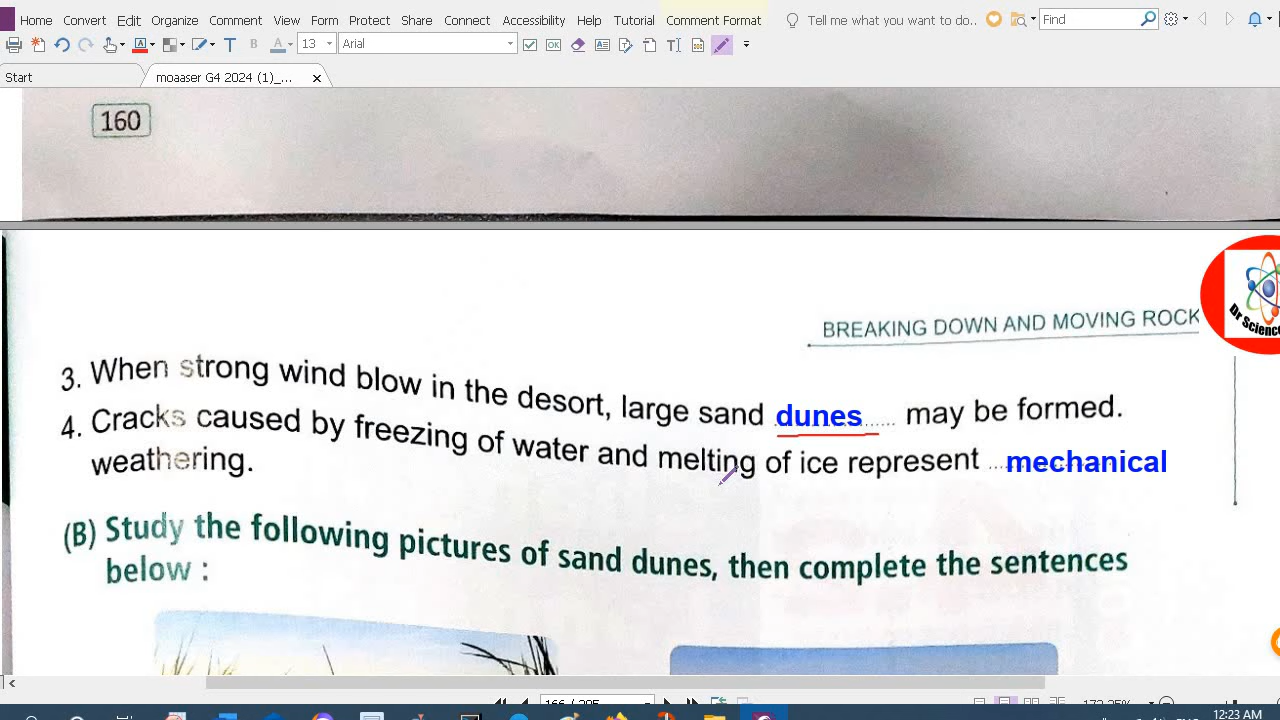 Home Convert Edit Organize Comment View Form Protect Share Connect Accessibility Help Tutorial Comment Format Tell me what you want to do.. Find
13 Arial
Start moaaser G4 2024 (1)_...
160
BREAKING DOWN AND MOVING ROCK
Dr Science
3. When strong wind blow in the desort, large sand dunes may be formed.
4. Cracks caused by freezing of water and melting of ice represent mechanical
weathering.
(B) Study the following pictures of sand dunes, then complete the sentences
below :
12:23 AM